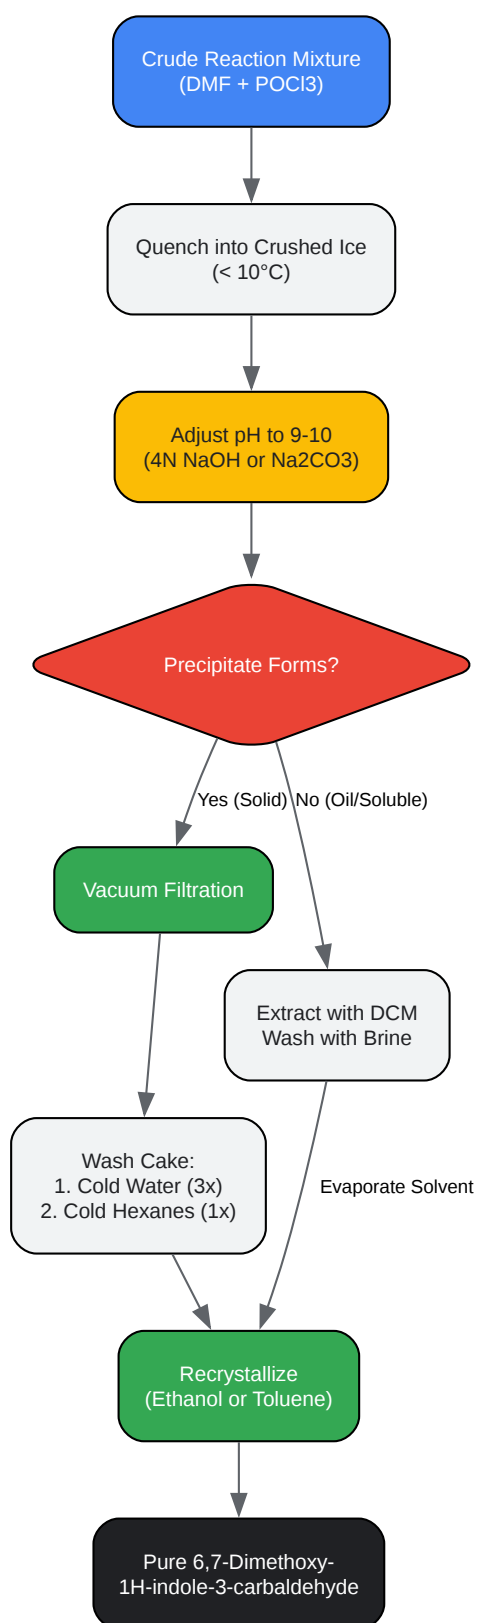 Crude Reaction Mixture
(DMF + POCl3)
Quench into Crushed Ice
(< 10°C)
Adjust pH to 9-10
(4N NaOH or Na2CO3)
Precipitate Forms?
Yes (Solid)
No (Oil/Soluble)
Vacuum Filtration
Extract with DCM
Wash with Brine
Wash Cake:
1. Cold Water (3x)
2. Cold Hexanes (1x)
Evaporate Solvent
Recrystallize
(Ethanol or Toluene)
Pure 6,7-Dimethoxy-
1H-indole-3-carbaldehyde